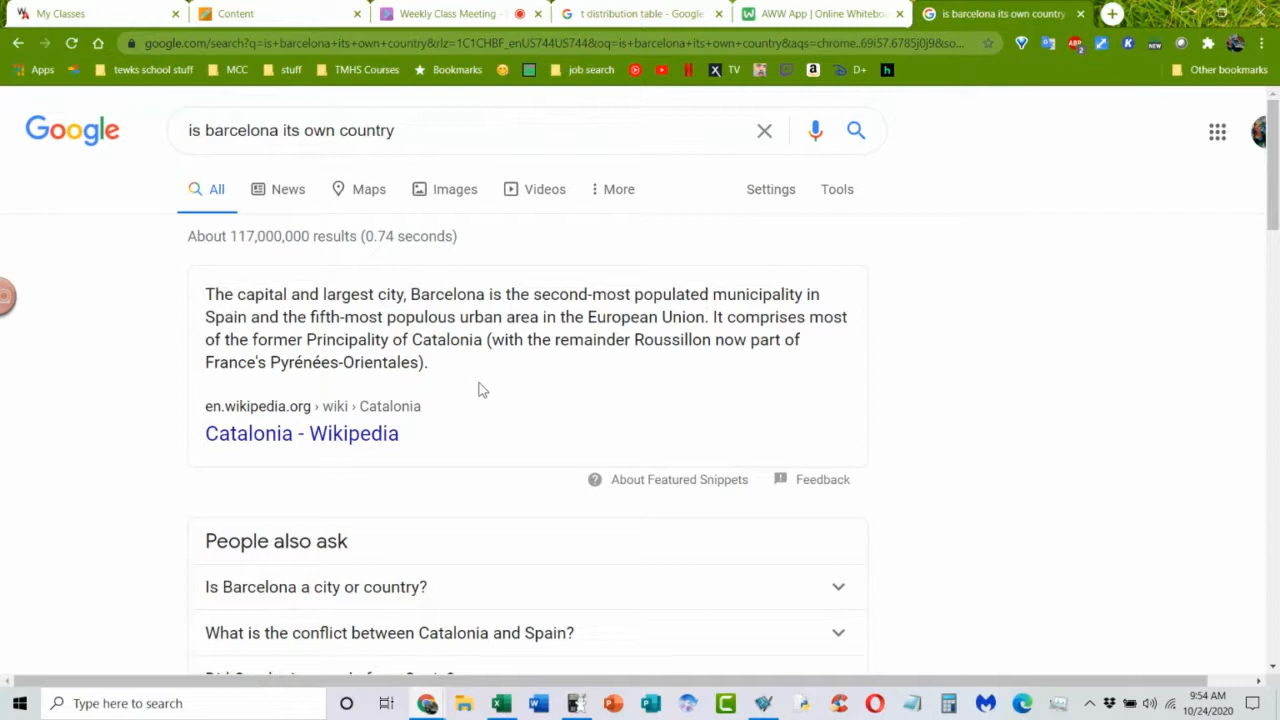 My Classes
Content
Weekly Class Meeting -
t distribution table - Google
AWW App | Online Whiteboa
is barcelona its own country
google.com/search?q=is+barcelona+its+own+country&rlz=1C1CHBF_enUS744US744&oq=is+barcelona+its+own+country&aqs=chrome..69i57.6785j0j9&so...
Apps
tewks school stuff
MCC
stuff
TMHS Courses
Bookmarks
job search
TV
D+
Other bookmarks
Google
is barcelona its own country
All
News
Maps
Images
Videos
More
Settings
Tools
About 117,000,000 results (0.74 seconds)
The capital and largest city, Barcelona is the second-most populated municipality in
Spain and the fifth-most populous urban area in the European Union. It comprises most
of the former Principality of Catalonia (with the remainder Roussillon now part of
France's Pyrénées-Orientales).
en.wikipedia.org › wiki › Catalonia
Catalonia - Wikipedia
About Featured Snippets
Feedback
People also ask
Is Barcelona a city or country?
What is the conflict between Catalonia and Spain?
Type here to search
9:54 AM
10/24/2020